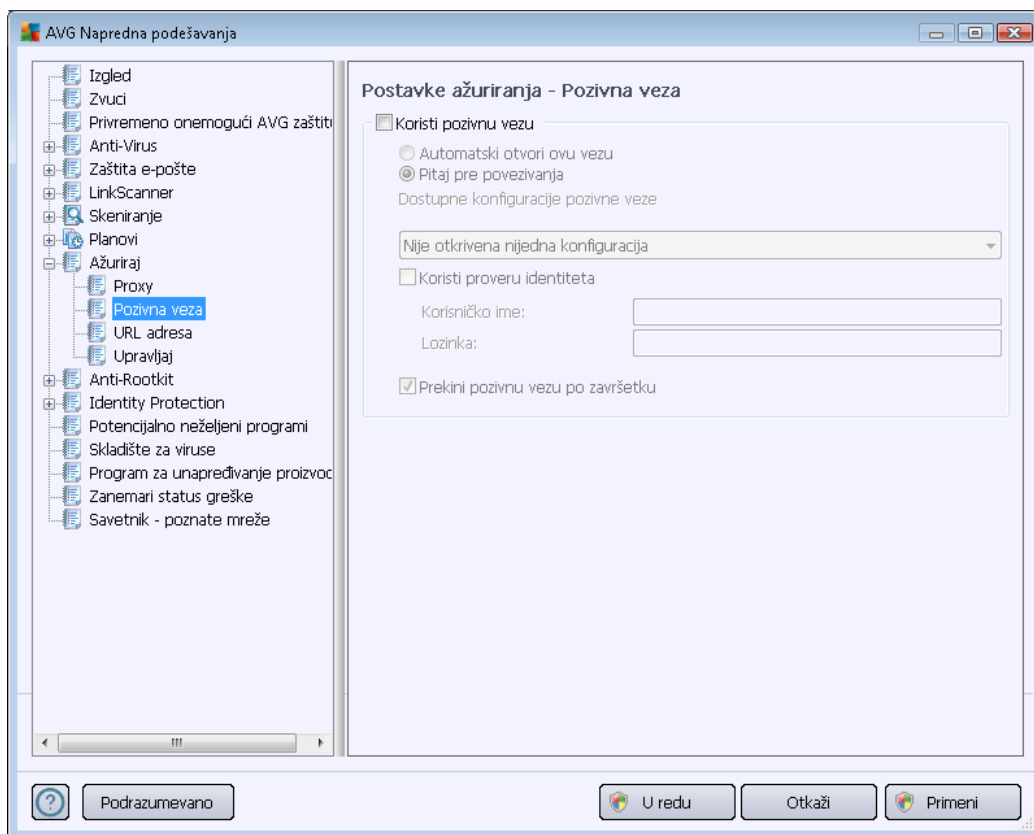 AVG Napredna podešavanja
Izgled
Zvuci
Privremeno onemogući AVG zaštitu
Anti-Virus
Zaštita e-pošte
LinkScanner
Skeniranje
Planovi
Ažuriraj
Proxy
Pozivna veza
URL adresa
Upravljaj
Anti-Rootkit
Identity Protection
Potencijalno neželjeni programi
Skladište za viruse
Program za unapređivanje proizvod
Zanemari status greške
Savetnik - poznate mreže
Postavke ažuriranja - Pozivna veza
Koristi pozivnu vezu
Automatski otvori ovu vezu
Pitaj pre povezivanja
Dostupne konfiguracije pozivne veze
Nije otkrivena nijedna konfiguracija
Koristi proveru identiteta
Korisničko ime:
Lozinka:
Prekini pozivnu vezu po završetku
Podrazumevano
U redu
Otkaži
Primeni